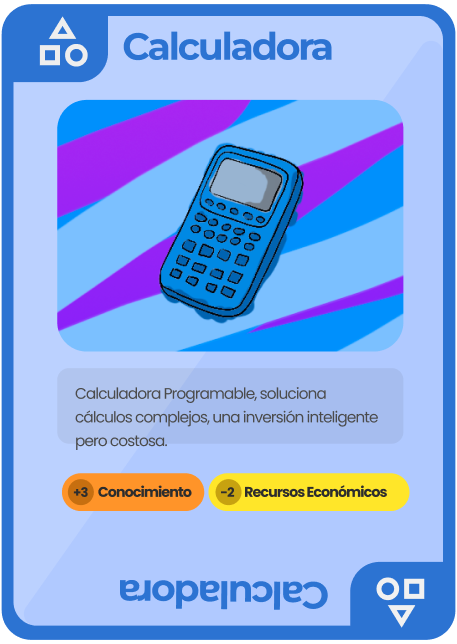 Calculadora
Calculadora Programable, soluciona
cálculos complejos, una inversión inteligente
pero costosa.
+3 Conocimiento -2 Recursos Económicos
Calculadora